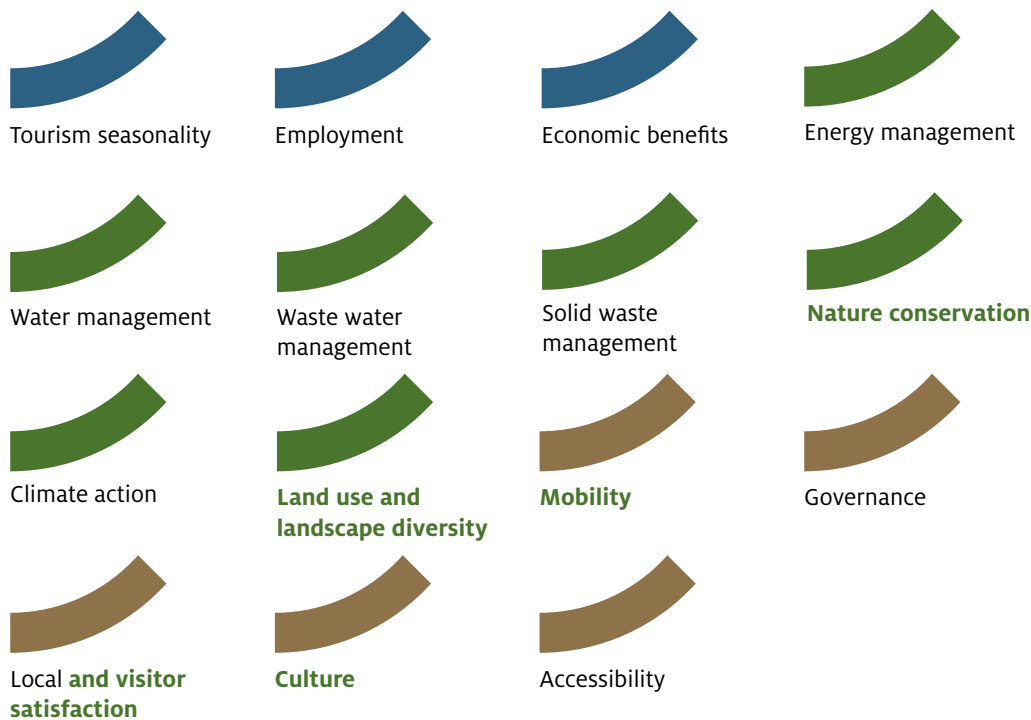 Tourism seasonality
Employment
Economic benefits
Energy management
Water management
Waste water
management
Solid waste
management
Nature conservation
Climate action
Land use and
landscape diversity
Mobility
Governance
Local and visitor
satisfaction
Culture
Accessibility